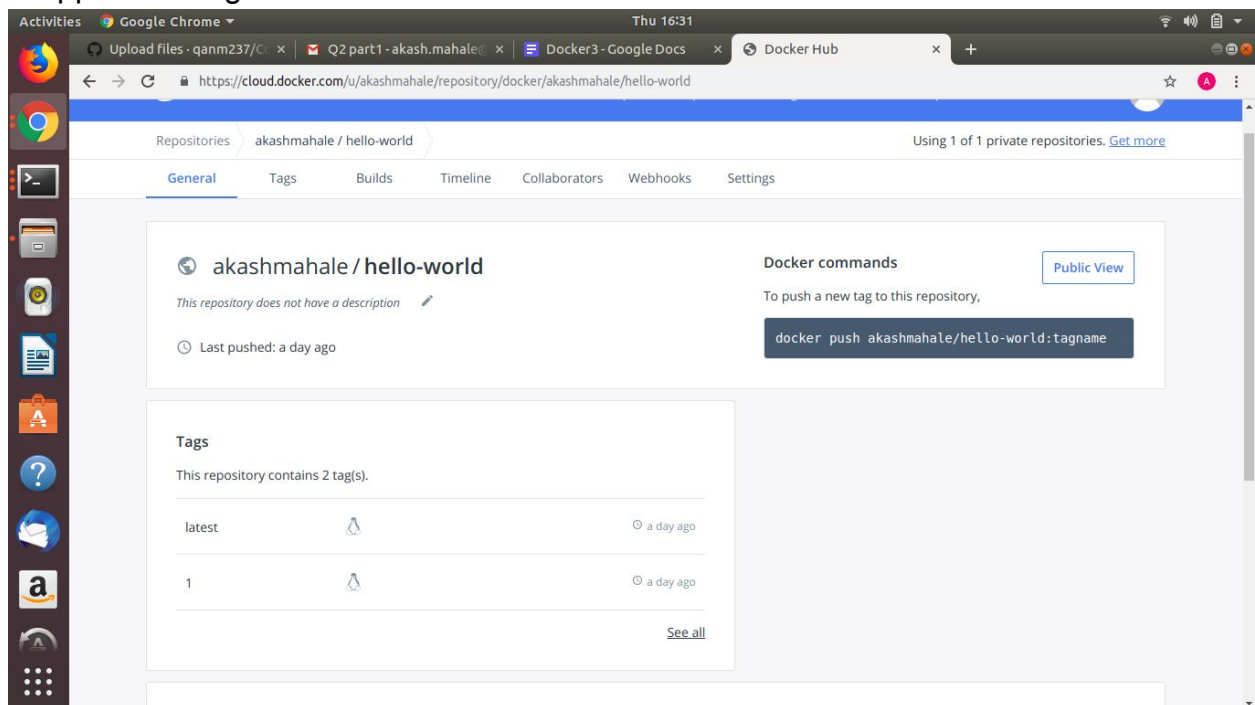 Activities Google Chrome Thu 16:31
Upload files · qanm237/Co Q2 part1 - akash.mahale@ Docker3 - Google Docs Docker Hub
https://cloud.docker.com/u/akashmahale/repository/docker/akashmahale/hello-world A
Repositories akashmahale / hello-world Using 1 of 1 private repositories. Get more
General Tags Builds Timeline Collaborators Webhooks Settings
akashmahale / hello-world
This repository does not have a description
Last pushed: a day ago
Docker commands
Public View
To push a new tag to this repository,
docker push akashmahale/hello-world:tagname
Tags
This repository contains 2 tag(s).
latest a day ago
1 a day ago
See all